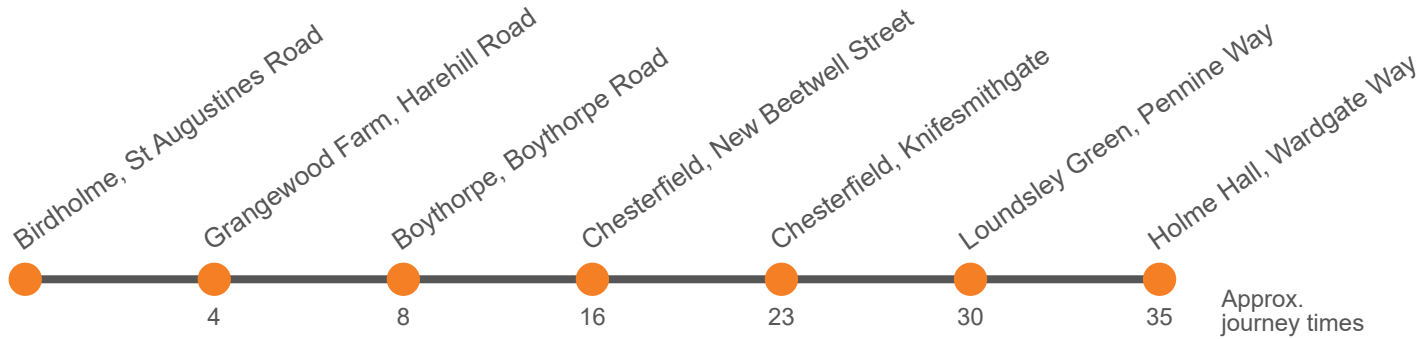 Birdholme, St Augustines Road
Grangewood Farm, Harehill Road
Boythorpe, Boythorpe Road
Chesterfield, New Beetwell Street
Chesterfield, Knifesmithgate
Loundsley Green, Pennine Way
Holme Hall, Wardgate Way
4
8
16
23
30
35
Approx.
journey times